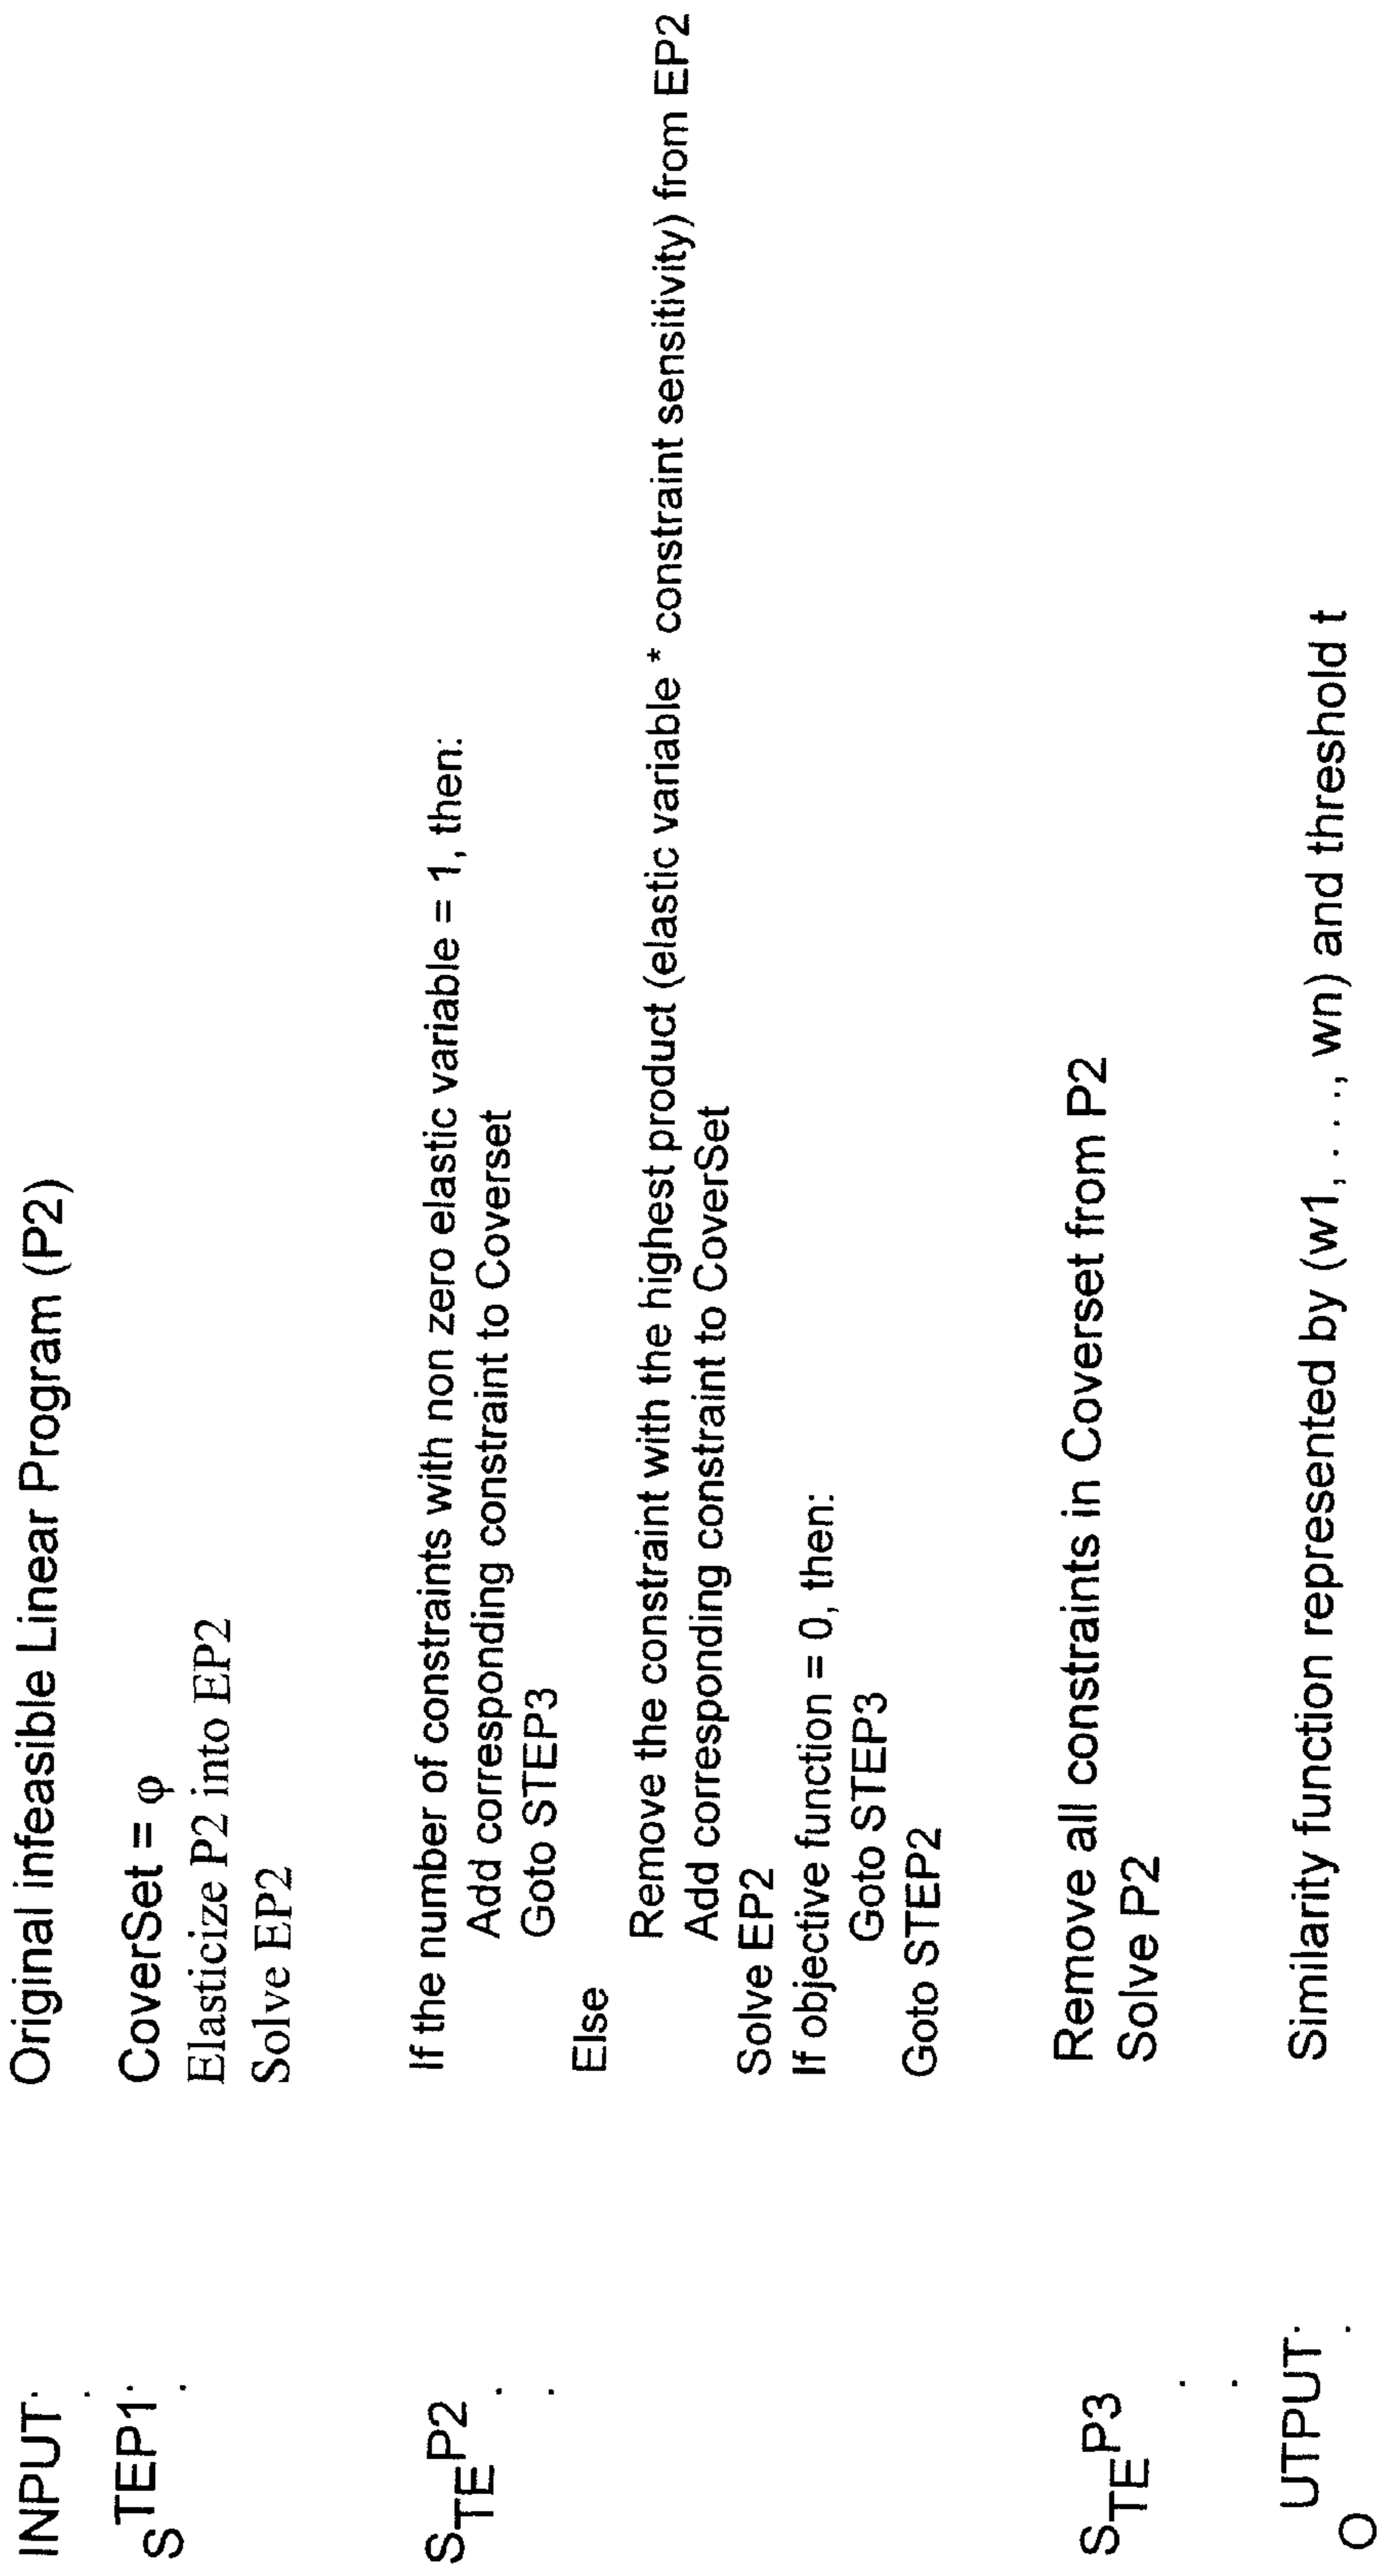 INPUT: Original infeasible Linear Program (P2)
STEP1: CoverSet = φ
Elasticize P2 into EP2
Solve EP2
STEP2: If the number of constraints with non zero elastic variable = 1, then:
Add corresponding constraint to Coverset
Goto STEP3
Else
Remove the constraint with the highest product (elastic variable * constraint sensitivity) from EP2
Add corresponding constraint to CoverSet
Solve EP2
If objective function = 0, then:
Goto STEP3
Goto STEP2
STEP3: Remove all constraints in Coverset from P2
Solve P2
OUTPUT: Similarity function represented by (w1, . . ., wn) and threshold t